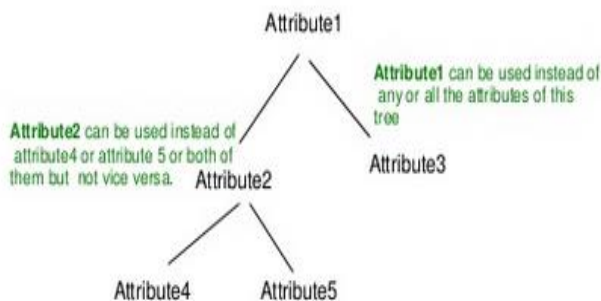 Attribute1
Attribute1 can be used instead of
any or all the attributes of this
tree
Attribute2 can be used instead of
attribute4 or attribute 5 or both of
them but not vice versa.
Attribute2
Attribute3
Attribute4
Attribute5